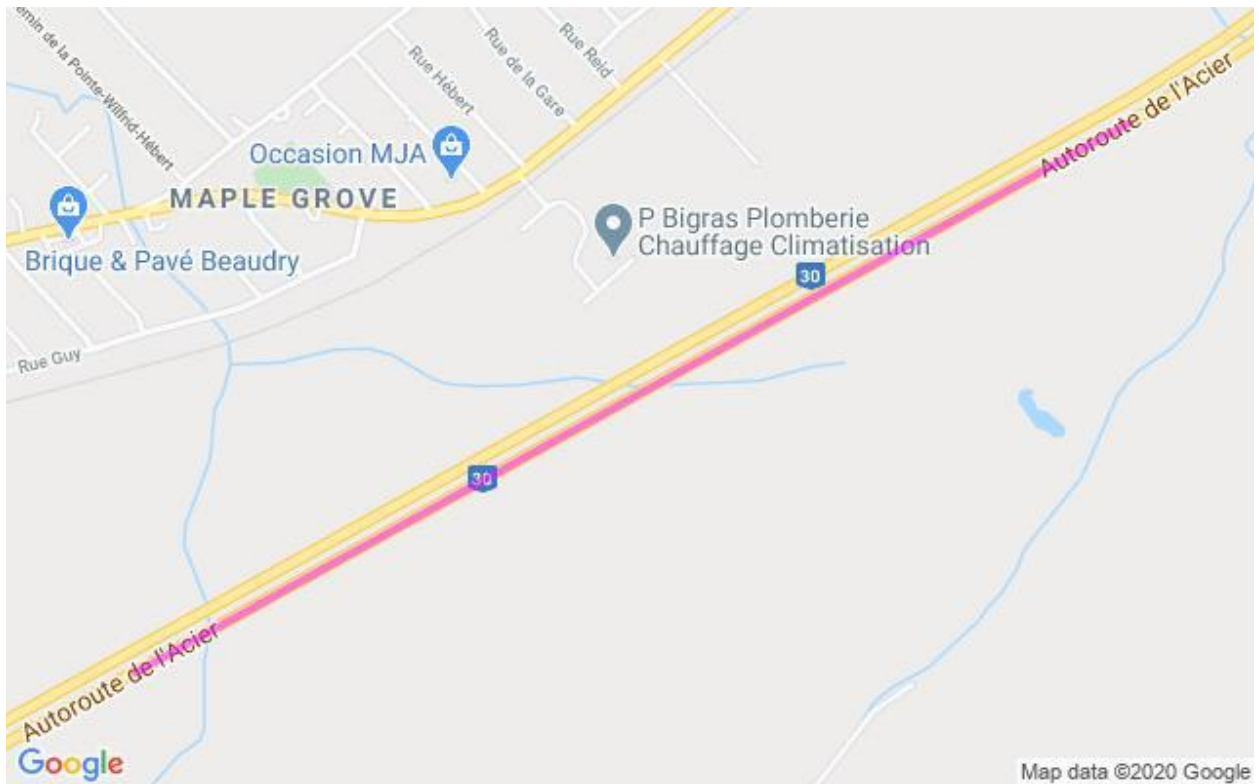 Chemin de la Pointe-Wilfrid-Hébert
Rue Hébert
Rue de la Gare
Rue Reid
Autoroute de l'Acier
Occasion MJA
MAPLE GROVE
P Bigras Plomberie
Chauffage Climatisation
Brique & Pavé Beaudry
30
Rue Guy
30
Autoroute de l'Acier
Google
Map data ©2020 Google